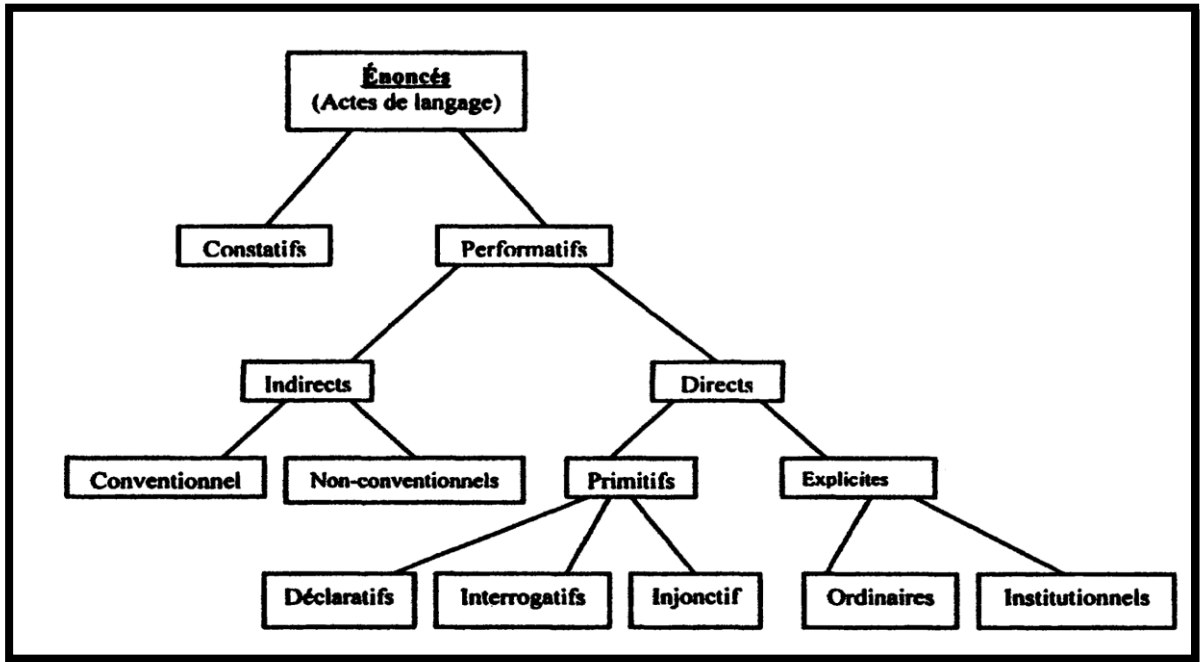 Énoncés
(Actes de langage)
Constatifs
Performatifs
Indirects
Directs
Conventionnel
Non-conventionnels
Primitifs
Explicites
Déclaratifs
Interrogatifs
Injonctif
Ordinaires
Institutionnels